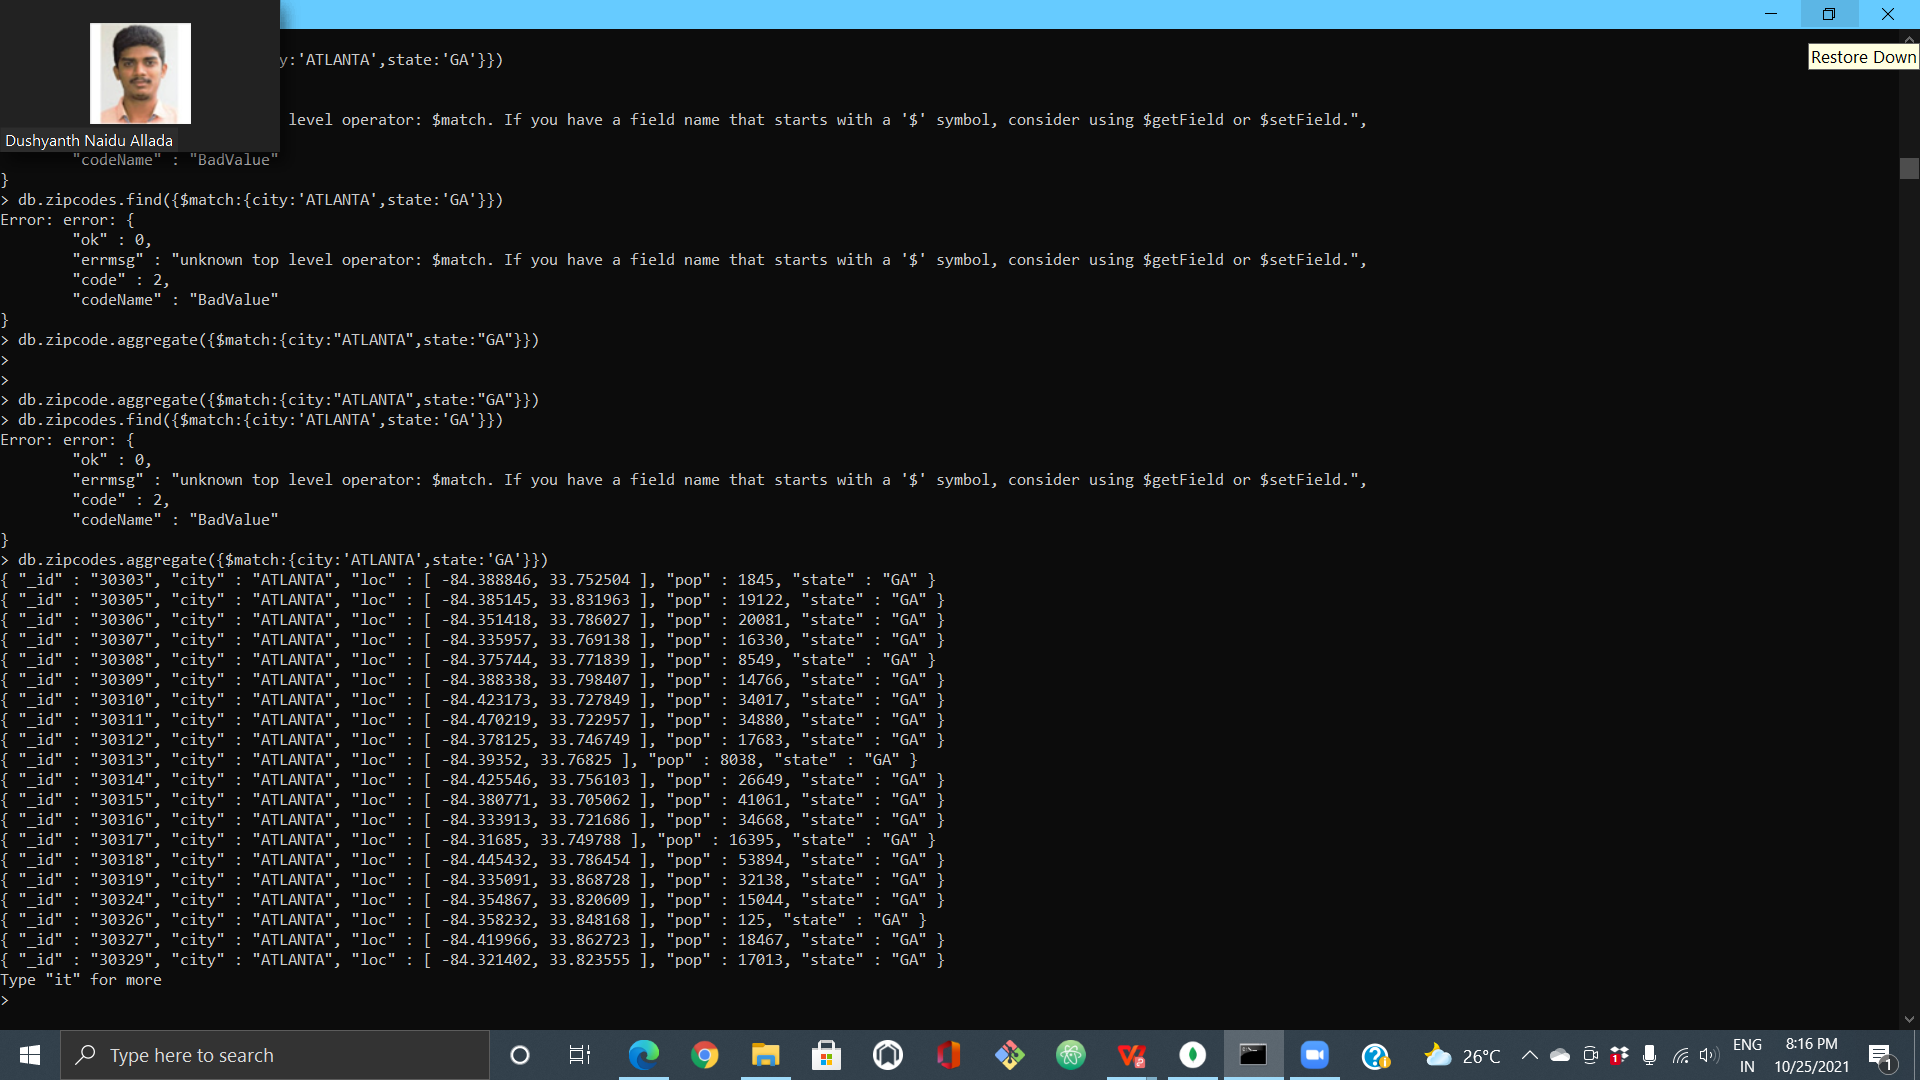 Restore Down
Dushyanth Naidu Allada
y:'ATLANTA',state:'GA'}})
level operator: $match. If you have a field name that starts with a '$' symbol, consider using $getField or $setField.",
"codeName" : "BadValue"
}
> db.zipcodes.find({$match:{city:'ATLANTA',state:'GA'}})
Error: error: {
"ok" : 0,
"errmsg" : "unknown top level operator: $match. If you have a field name that starts with a '$' symbol, consider using $getField or $setField.",
"code" : 2,
"codeName" : "BadValue"
}
> db.zipcode.aggregate({$match:{city:"ATLANTA",state:"GA"}})
>
>
> db.zipcode.aggregate({$match:{city:"ATLANTA",state:"GA"}})
> db.zipcodes.find({$match:{city:'ATLANTA',state:'GA'}})
Error: error: {
"ok" : 0,
"errmsg" : "unknown top level operator: $match. If you have a field name that starts with a '$' symbol, consider using $getField or $setField.",
"code" : 2,
"codeName" : "BadValue"
}
> db.zipcodes.aggregate({$match:{city:'ATLANTA',state:'GA'}})
{ "_id" : "30303", "city" : "ATLANTA", "loc" : [ -84.388846, 33.752504 ], "pop" : 1845, "state" : "GA" }
{ "_id" : "30305", "city" : "ATLANTA", "loc" : [ -84.385145, 33.831963 ], "pop" : 19122, "state" : "GA" }
{ "_id" : "30306", "city" : "ATLANTA", "loc" : [ -84.351418, 33.786027 ], "pop" : 20081, "state" : "GA" }
{ "_id" : "30307", "city" : "ATLANTA", "loc" : [ -84.335957, 33.769138 ], "pop" : 16330, "state" : "GA" }
{ "_id" : "30308", "city" : "ATLANTA", "loc" : [ -84.375744, 33.771839 ], "pop" : 8549, "state" : "GA" }
{ "_id" : "30309", "city" : "ATLANTA", "loc" : [ -84.388338, 33.798407 ], "pop" : 14766, "state" : "GA" }
{ "_id" : "30310", "city" : "ATLANTA", "loc" : [ -84.423173, 33.727849 ], "pop" : 34017, "state" : "GA" }
{ "_id" : "30311", "city" : "ATLANTA", "loc" : [ -84.470219, 33.722957 ], "pop" : 34880, "state" : "GA" }
{ "_id" : "30312", "city" : "ATLANTA", "loc" : [ -84.378125, 33.746749 ], "pop" : 17683, "state" : "GA" }
{ "_id" : "30313", "city" : "ATLANTA", "loc" : [ -84.39352, 33.76825 ], "pop" : 8038, "state" : "GA" }
{ "_id" : "30314", "city" : "ATLANTA", "loc" : [ -84.425546, 33.756103 ], "pop" : 26649, "state" : "GA" }
{ "_id" : "30315", "city" : "ATLANTA", "loc" : [ -84.380771, 33.705062 ], "pop" : 41061, "state" : "GA" }
{ "_id" : "30316", "city" : "ATLANTA", "loc" : [ -84.333913, 33.721686 ], "pop" : 34668, "state" : "GA" }
{ "_id" : "30317", "city" : "ATLANTA", "loc" : [ -84.31685, 33.749788 ], "pop" : 16395, "state" : "GA" }
{ "_id" : "30318", "city" : "ATLANTA", "loc" : [ -84.445432, 33.786454 ], "pop" : 53894, "state" : "GA" }
{ "_id" : "30319", "city" : "ATLANTA", "loc" : [ -84.335091, 33.868728 ], "pop" : 32138, "state" : "GA" }
{ "_id" : "30324", "city" : "ATLANTA", "loc" : [ -84.354867, 33.820609 ], "pop" : 15044, "state" : "GA" }
{ "_id" : "30326", "city" : "ATLANTA", "loc" : [ -84.358232, 33.848168 ], "pop" : 125, "state" : "GA" }
{ "_id" : "30327", "city" : "ATLANTA", "loc" : [ -84.419966, 33.862723 ], "pop" : 18467, "state" : "GA" }
{ "_id" : "30329", "city" : "ATLANTA", "loc" : [ -84.321402, 33.823555 ], "pop" : 17013, "state" : "GA" }
Type "it" for more
>
Type here to search
26°C
ENG
IN
8:16 PM
10/25/2021
1